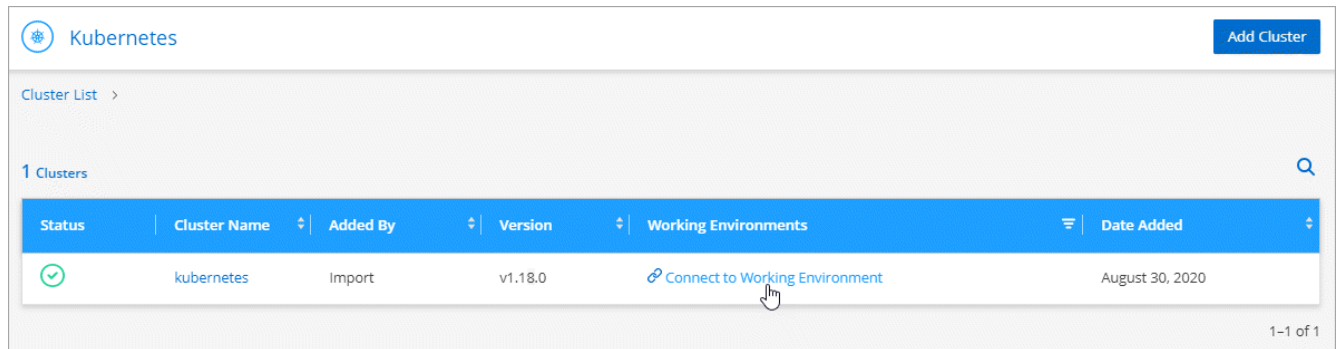 Kubernetes
Add Cluster
Cluster List >
1 Clusters
Status Cluster Name Added By Version Working Environments Date Added
kubernetes Import v1.18.0 Connect to Working Environment August 30, 2020
1–1 of 1